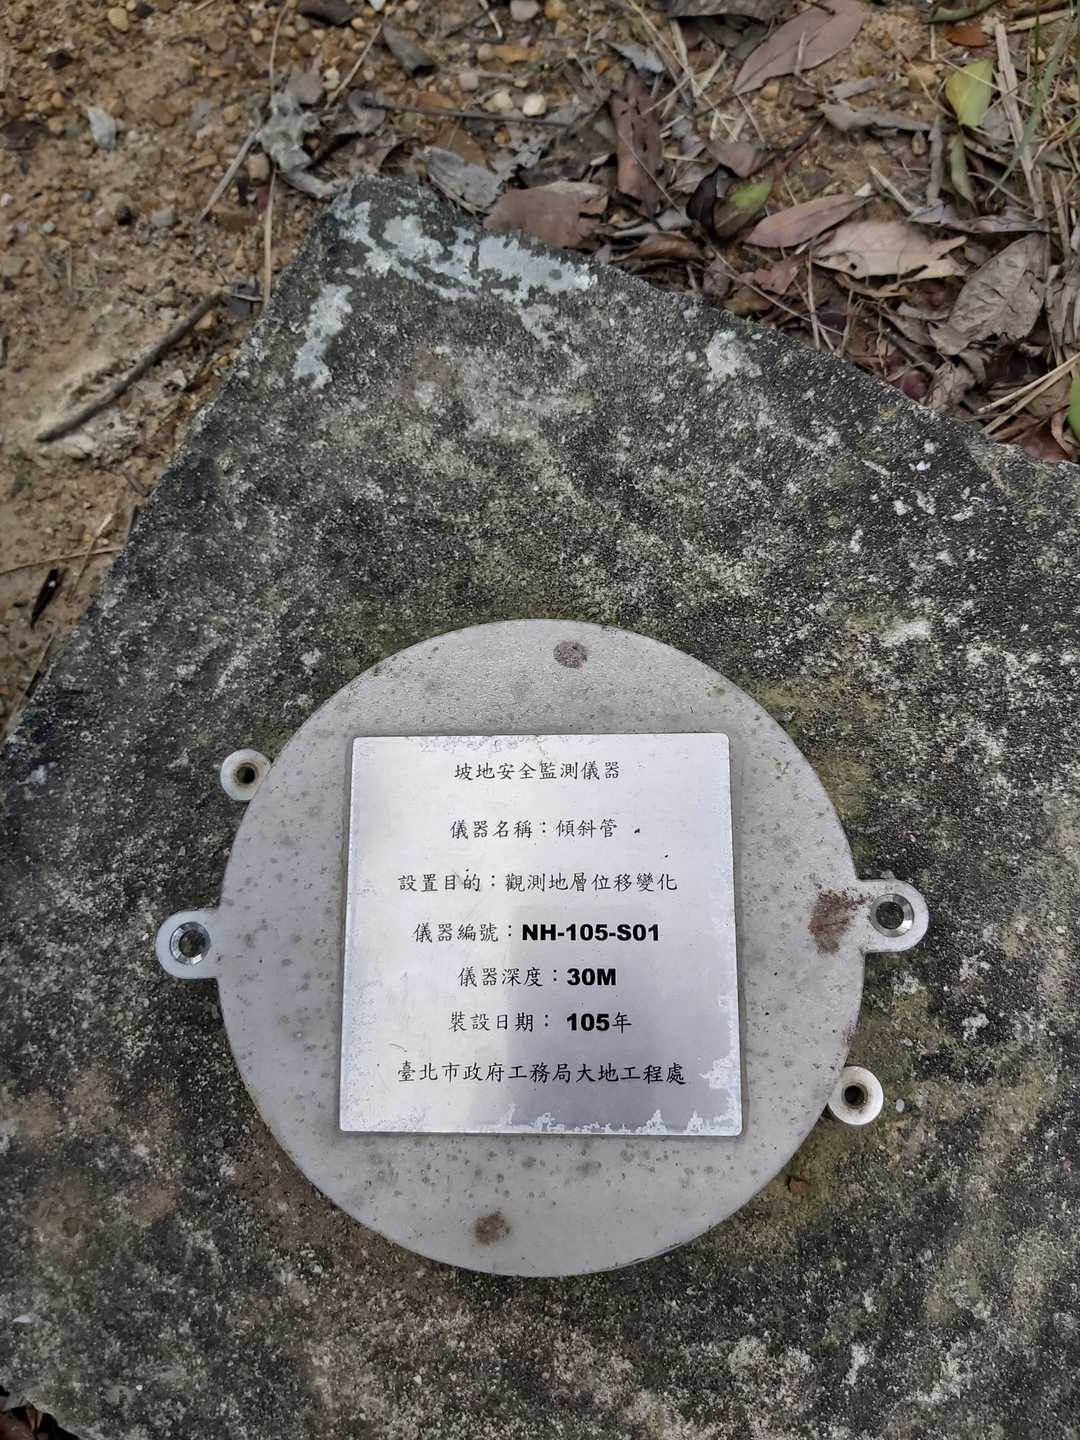 坡地安全監測儀器
儀器名稱：傾斜管
設置目的：觀測地層位移變化
儀器編號：NH-105-S01
儀器深度：30M
裝設日期： 105年
臺北市政府工務局大地工程處